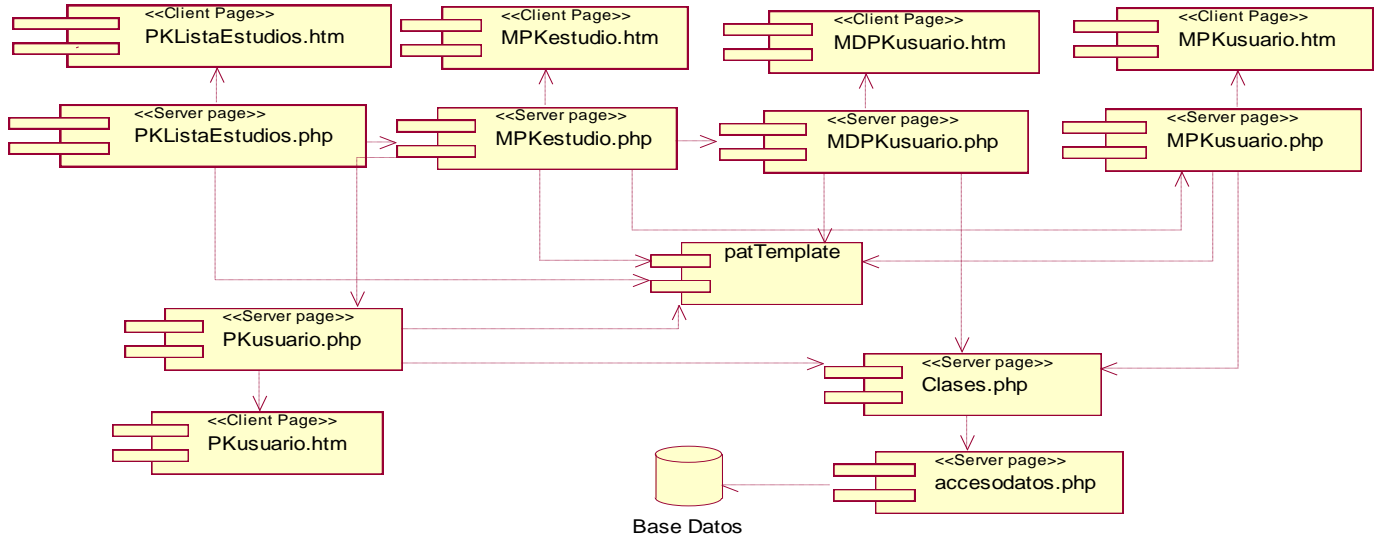 <<Client Page>>
PKListaEstudios.htm
<<Client Page>>
MPKestudio.htm
<<Client Page>>
MDPKusuario.htm
<<Client Page>>
MPKusuario.htm
<<Server page>>
PKListaEstudios.php
<<Server page>>
MPKestudio.php
<<Server page>>
MDPKusuario.php
<<Server page>>
MPKusuario.php
patTemplate
<<Server page>>
PKusuario.php
<<Server page>>
Clases.php
<<Client Page>>
PKusuario.htm
<<Server page>>
accesodatos.php
Base Datos